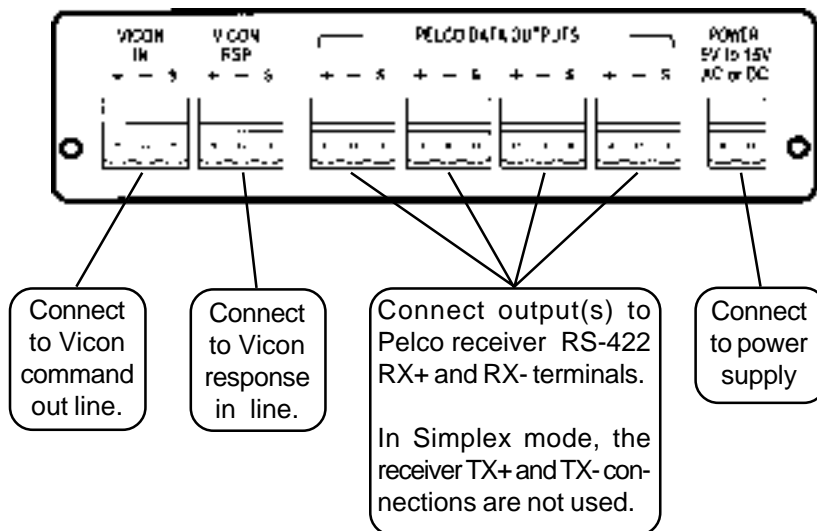 VICON
IN
VICON
RSP
PELCO DATA OUTPUTS
POWER
9V to 15V
AC or DC
+ – S
+ – S
+ – S
+ – S
+ – S
+ – S
Connect
to Vicon
command
out line.
Connect
to Vicon
response
in line.
Connect output(s) to
Pelco receiver RS-422
RX+ and RX- terminals.
In Simplex mode, the
receiver TX+ and TX- con-
nections are not used.
Connect
to power
supply